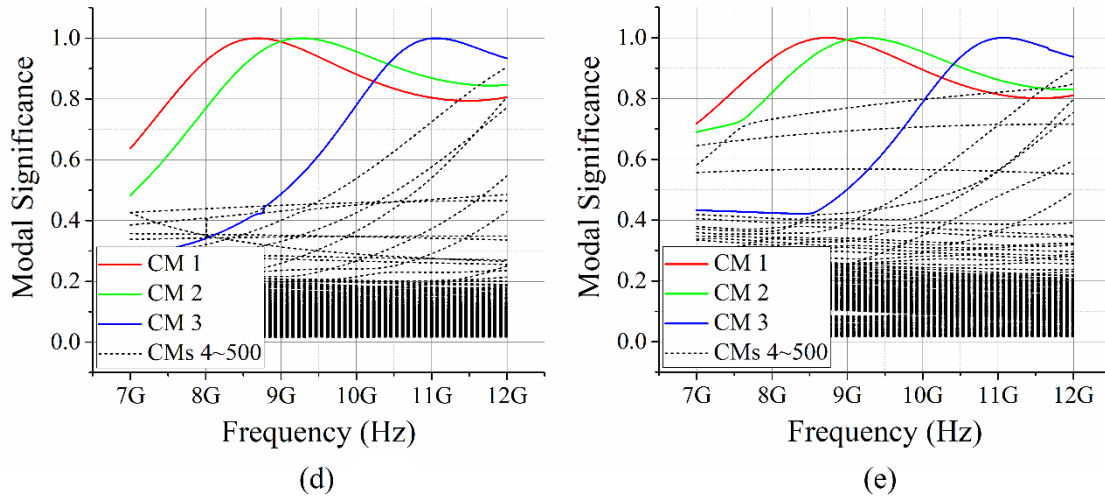 1.0
0.8
0.6
0.4
0.2
0.0
Modal Significance
CM 1
CM 2
CM 3
CMs 4~500
7G 8G 9G 10G 11G 12G
Frequency (Hz)
(d)
1.0
0.8
0.6
0.4
0.2
0.0
Modal Significance
CM 1
CM 2
CM 3
CMs 4~500
7G 8G 9G 10G 11G 12G
Frequency (Hz)
(e)